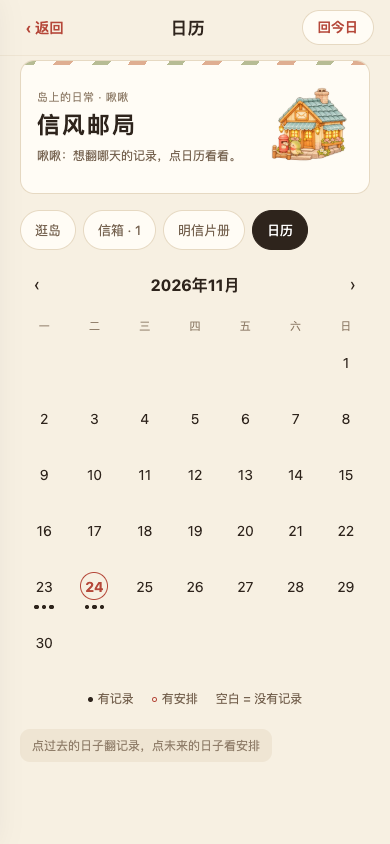 ‹ 返回
日历
回今日
岛上的日常 · 啾啾
信风邮局
啾啾：想翻哪天的记录，点日历看看。
逛岛
信箱 · 1
明信片册
日历
‹ 2026年11月 ›
一 二 三 四 五 六 日
1
2 3 4 5 6 7 8
9 10 11 12 13 14 15
16 17 18 19 20 21 22
23 24 25 26 27 28 29
30
有记录 有安排 空白 = 没有记录
点过去的日子翻记录，点未来的日子看安排